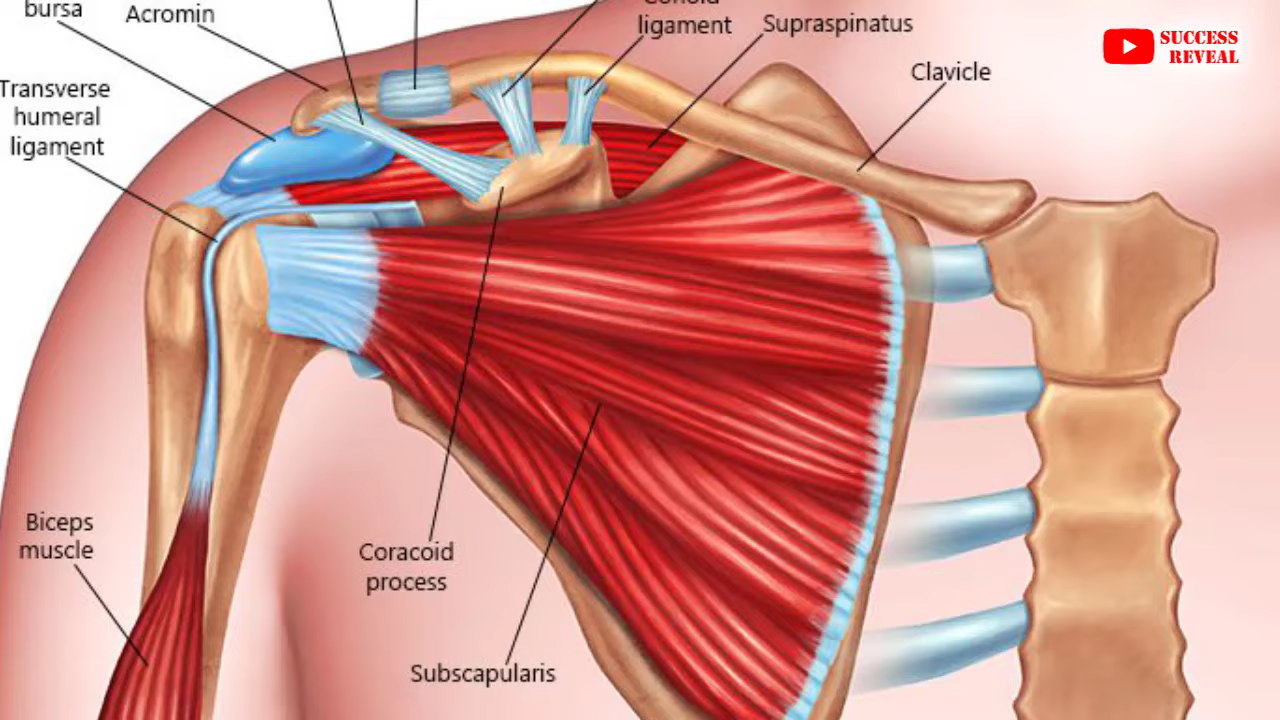 bursa
Acromin
ligament
Supraspinatus
SUCCESS
REVEAL
Clavicle
Transverse
humeral
ligament
Biceps
muscle
Coracoid
process
Subscapularis